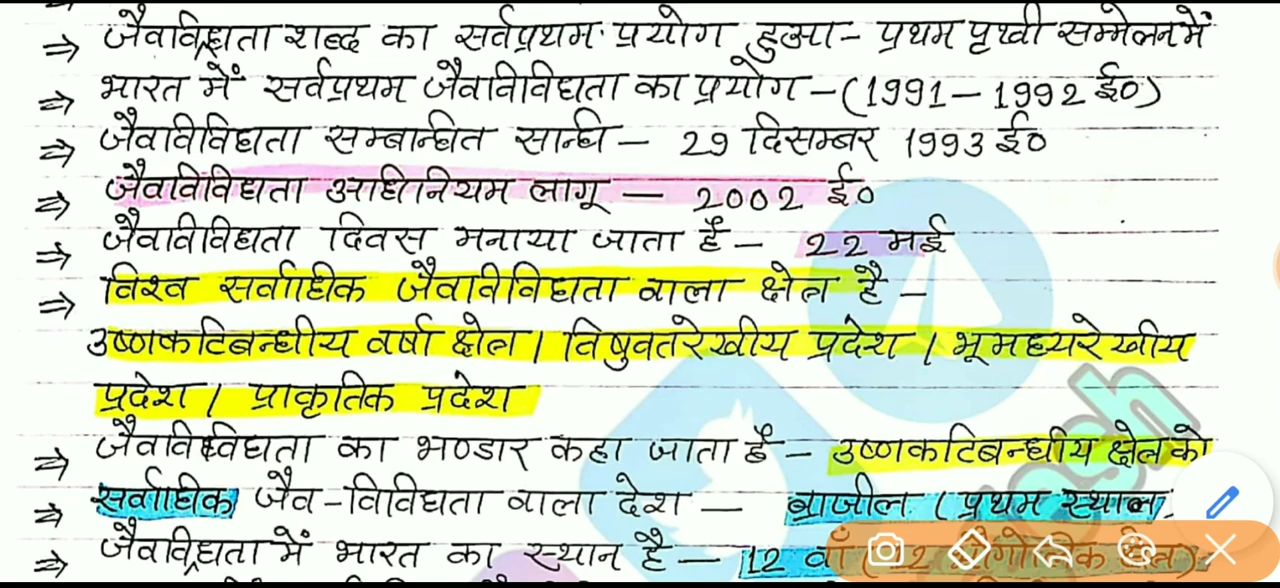 ⇒ जैवविविधता शब्द का सर्वप्रथम प्रयोग हुआ - प्रथम पृथ्वी सम्मेलन में
⇒ भारत में सर्वप्रथम जैवविविधता का प्रयोग - (1991 - 1992 ई०)
⇒ जैवविविधता सम्बन्धित सन्धि - 29 दिसम्बर 1993 ई०
⇒ जैवविविधता अधिनियम लागू - 2002 ई०
⇒ जैवविविधता दिवस मनाया जाता है - 22 मई
⇒ विश्व सर्वाधिक जैवविविधता वाला क्षेत्र है -
उष्णकटिबन्धीय वर्षा क्षेत्र / विषुवतरेखीय प्रदेश / भूमध्यरेखीय
प्रदेश / प्राकृतिक प्रदेश
⇒ जैवविविधता का भण्डार कहा जाता है - उष्णकटिबन्धीय क्षेत्र को
⇒ सर्वाधिक जैव-विविधता वाला देश - ब्राजील (प्रथम स्थान)
⇒ जैवविविधता में भारत का स्थान है - 12 वाँ
esh